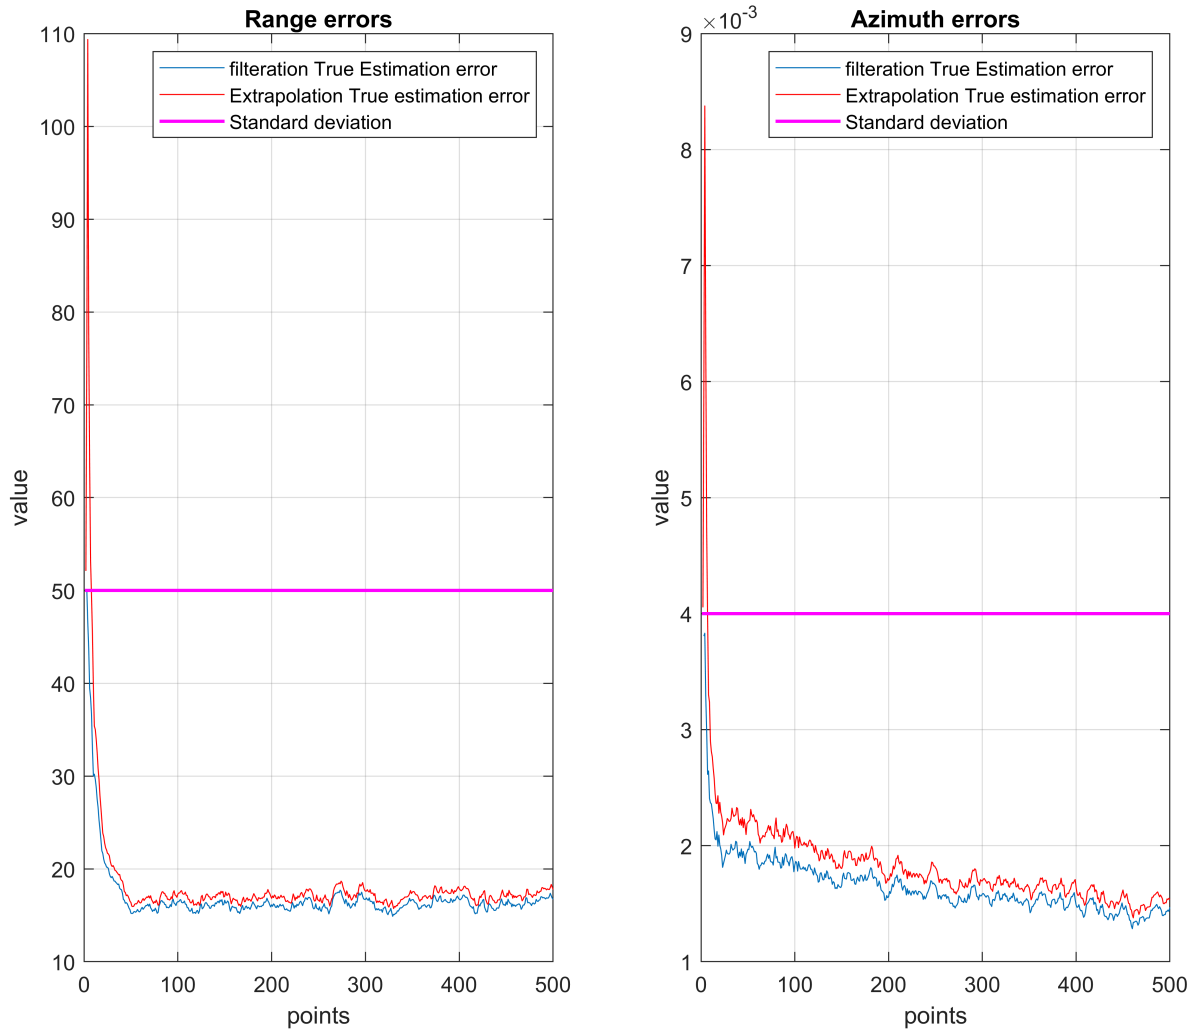 Range errors
110
100
90
80
70
60
50
40
30
20
10
0
100
200
300
400
500
value
points
filteration True Estimation error
Extrapolation True estimation error
Standard deviation
Azimuth errors
×10-3
9
8
7
6
5
4
3
2
1
0
100
200
300
400
500
value
points
filteration True Estimation error
Extrapolation True estimation error
Standard deviation